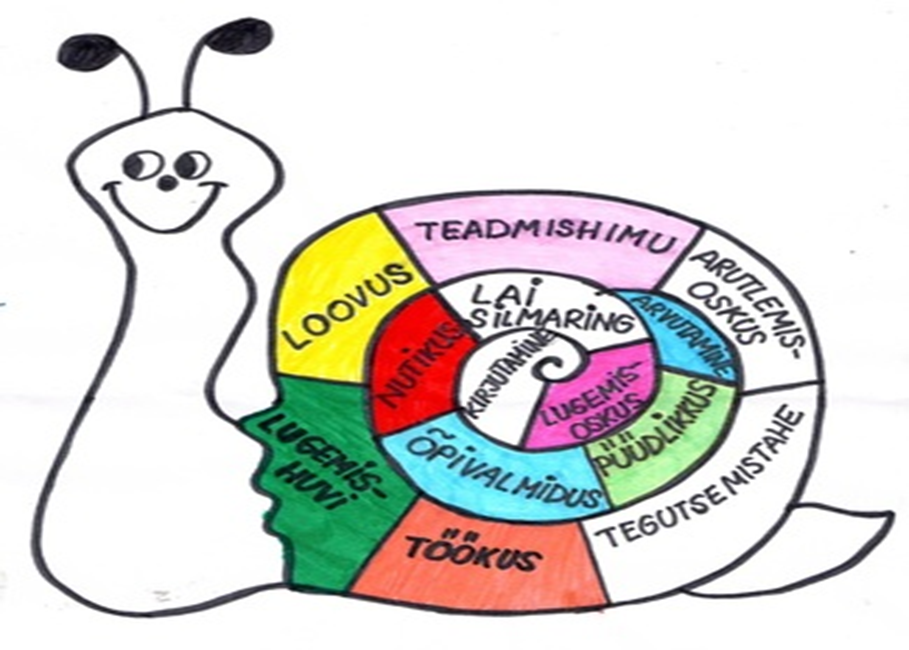 TEADMISHIMU
LOOVUS
ARUTLEMIS-
OSKUS
LAI
SILMARING
ARVUTAMINE
NUTIKUS
KIRJUTAMINE
LUGEMIS-
OSKUS
PÜÜDLIKKUS
LUGEMIS-
HUVI
ÕPIVALMIDUS
TEGUTSEMISTAHE
TÖÖKUS